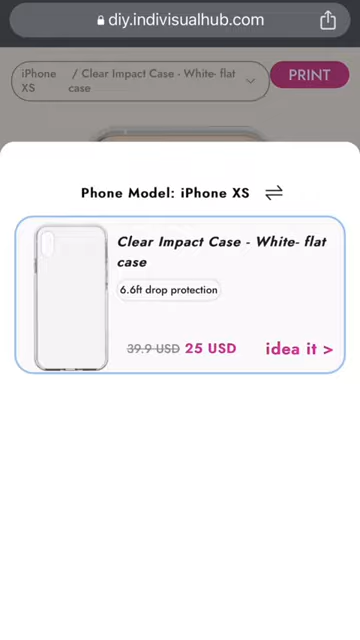 diy.indivisualhub.com
iPhone / Clear Impact Case - White- flat
XS case
PRINT
Phone Model: iPhone XS
Clear Impact Case - White- flat
case
6.6ft drop protection
39.9 USD 25 USD idea it >